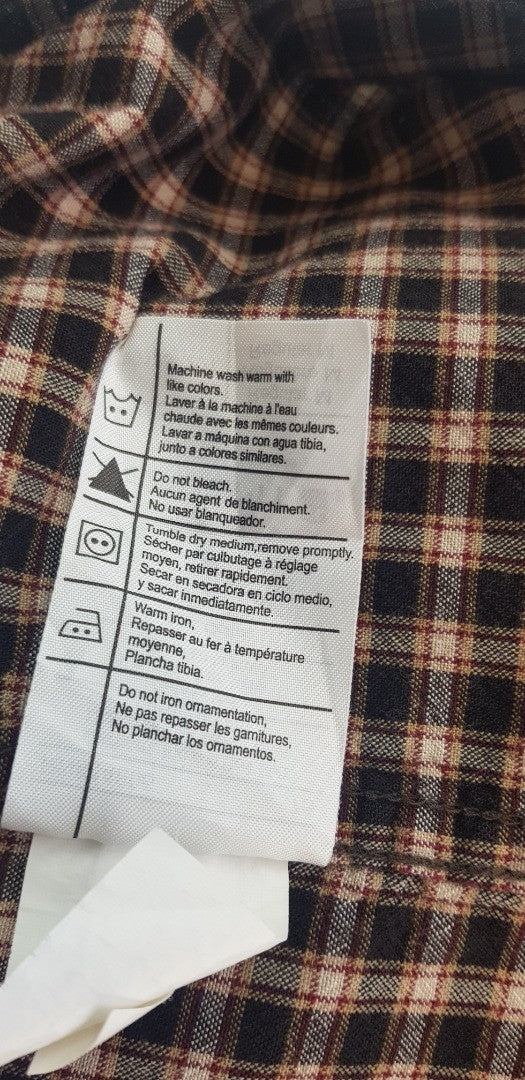 Machine wash warm with
like colors.
Laver à la machine à l'eau
chaude avec les mêmes couleurs.
Lavar a máquina con agua tibia,
junto a colores similares.
Do not bleach.
Aucun agent de blanchiment.
No usar blanqueador.
Tumble dry medium,remove promptly.
Sécher par culbutage à réglage
moyen, retirer rapidement.
Secar en secadora en ciclo medio,
y sacar inmediatamente.
Warm iron,
Repasser au fer à température
moyenne,
Plancha tibia.
Do not iron ornamentation,
Ne pas repasser les garnitures,
No planchar los ornamentos.